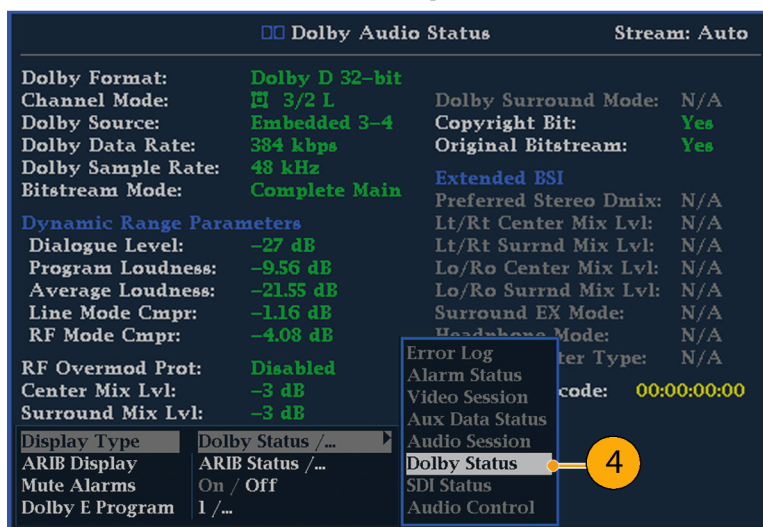 Dolby Audio Status Stream: Auto
Dolby Format: Dolby D 32-bit
Channel Mode: 3/2 L
Dolby Source: Embedded 3-4
Dolby Data Rate: 384 kbps
Dolby Sample Rate: 48 kHz
Bitstream Mode: Complete Main
Dynamic Range Parameters
Dialogue Level: -27 dB
Program Loudness: -9.56 dB
Average Loudness: -21.55 dB
Line Mode Cmpr: -1.16 dB
RF Mode Cmpr: -4.08 dB
RF Overmod Prot: Disabled
Center Mix Lvl: -3 dB
Surround Mix Lvl: -3 dB
Dolby Surround Mode: N/A
Copyright Bit: Yes
Original Bitstream: Yes
Extended BSI
Preferred Stereo Dmix: N/A
Lt/Rt Center Mix Lvl: N/A
Lt/Rt Surrnd Mix Lvl: N/A
Lo/Ro Center Mix Lvl: N/A
Lo/Ro Surrnd Mix Lvl: N/A
Surround EX Mode: N/A
Headphone Mode: N/A
ter Type: N/A
code: 00:00:00:00
Display Type Dolby Status /...
ARIB Display ARIB Status /...
Mute Alarms On / Off
Dolby E Program 1 /...
Error Log
Alarm Status
Video Session
Aux Data Status
Audio Session
Dolby Status
SDI Status
Audio Control
4